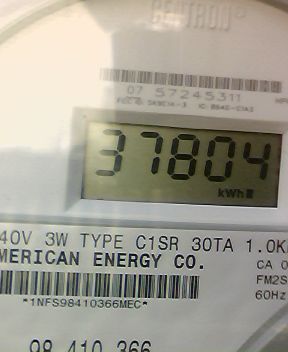 CENTRON®
07 57245311
37804
kWh
40V 3W TYPE C1SR 30TA 1.0K
MERICAN ENERGY CO.
CA 0
FM2S
*1NFS98410366MEC*
60Hz
98 410 366